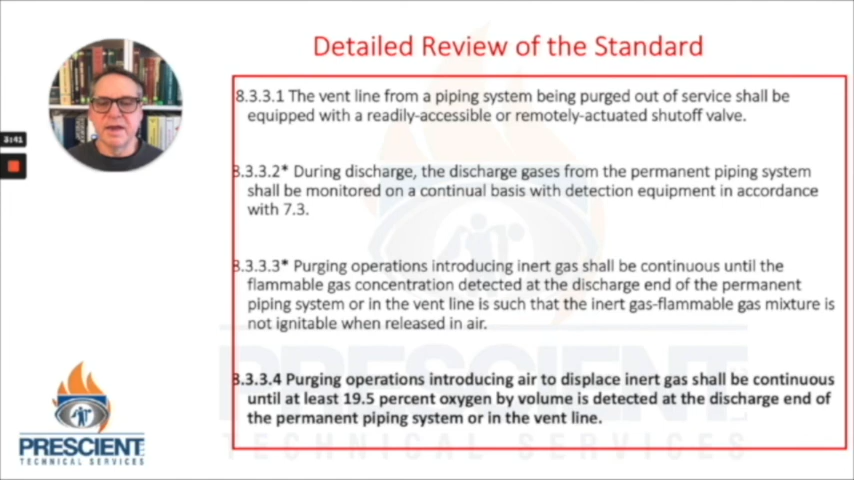 Detailed Review of the Standard
8.3.3.1 The vent line from a piping system being purged out of service shall be
equipped with a readily-accessible or remotely-actuated shutoff valve.
3:41
8.3.3.2* During discharge, the discharge gases from the permanent piping system
shall be monitored on a continual basis with detection equipment in accordance
with 7.3.
8.3.3.3* Purging operations introducing inert gas shall be continuous until the
flammable gas concentration detected at the discharge end of the permanent
piping system or in the vent line is such that the inert gas-flammable gas mixture is
not ignitable when released in air.
8.3.3.4 Purging operations introducing air to displace inert gas shall be continuous
until at least 19.5 percent oxygen by volume is detected at the discharge end of
the permanent piping system or in the vent line.
PRESCIENT
TECHNICAL SERVICES
PRESCIENT
TECHNICAL SERVICES